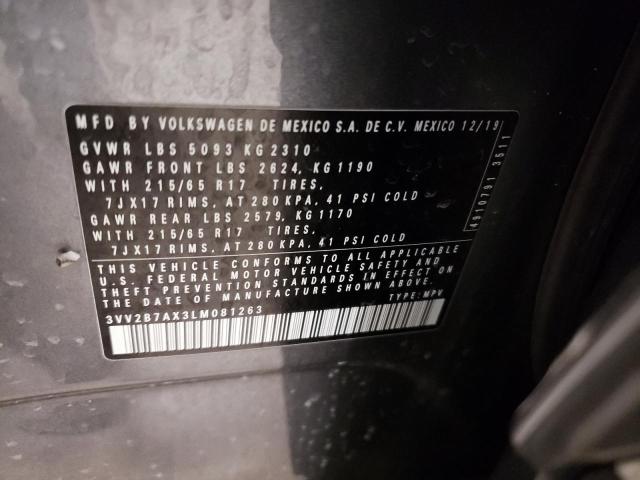 MFD BY VOLKSWAGEN DE MEXICO S.A. DE C.V. MEXICO 12/19
GVWR LBS 5093 KG 2310
GAWR FRONT LBS 2624, KG 1190
WITH 215/65 R17 TIRES,
7JX17 RIMS, AT 280 KPA, 41 PSI COLD
GAWR REAR LBS 2579, KG 1170
WITH 215/65 R17 TIRES,
7JX17 RIMS, AT 280 KPA, 41 PSI COLD
THIS VEHICLE CONFORMS TO ALL APPLICABLE
U.S. FEDERAL MOTOR VEHICLE SAFETY AND
THEFT PREVENTION STANDARDS IN EFFECT ON
THE DATE OF MANUFACTURE SHOWN ABOVE.
3VV2B7AX3LM081263 TYPE: MPV
4910791 3511